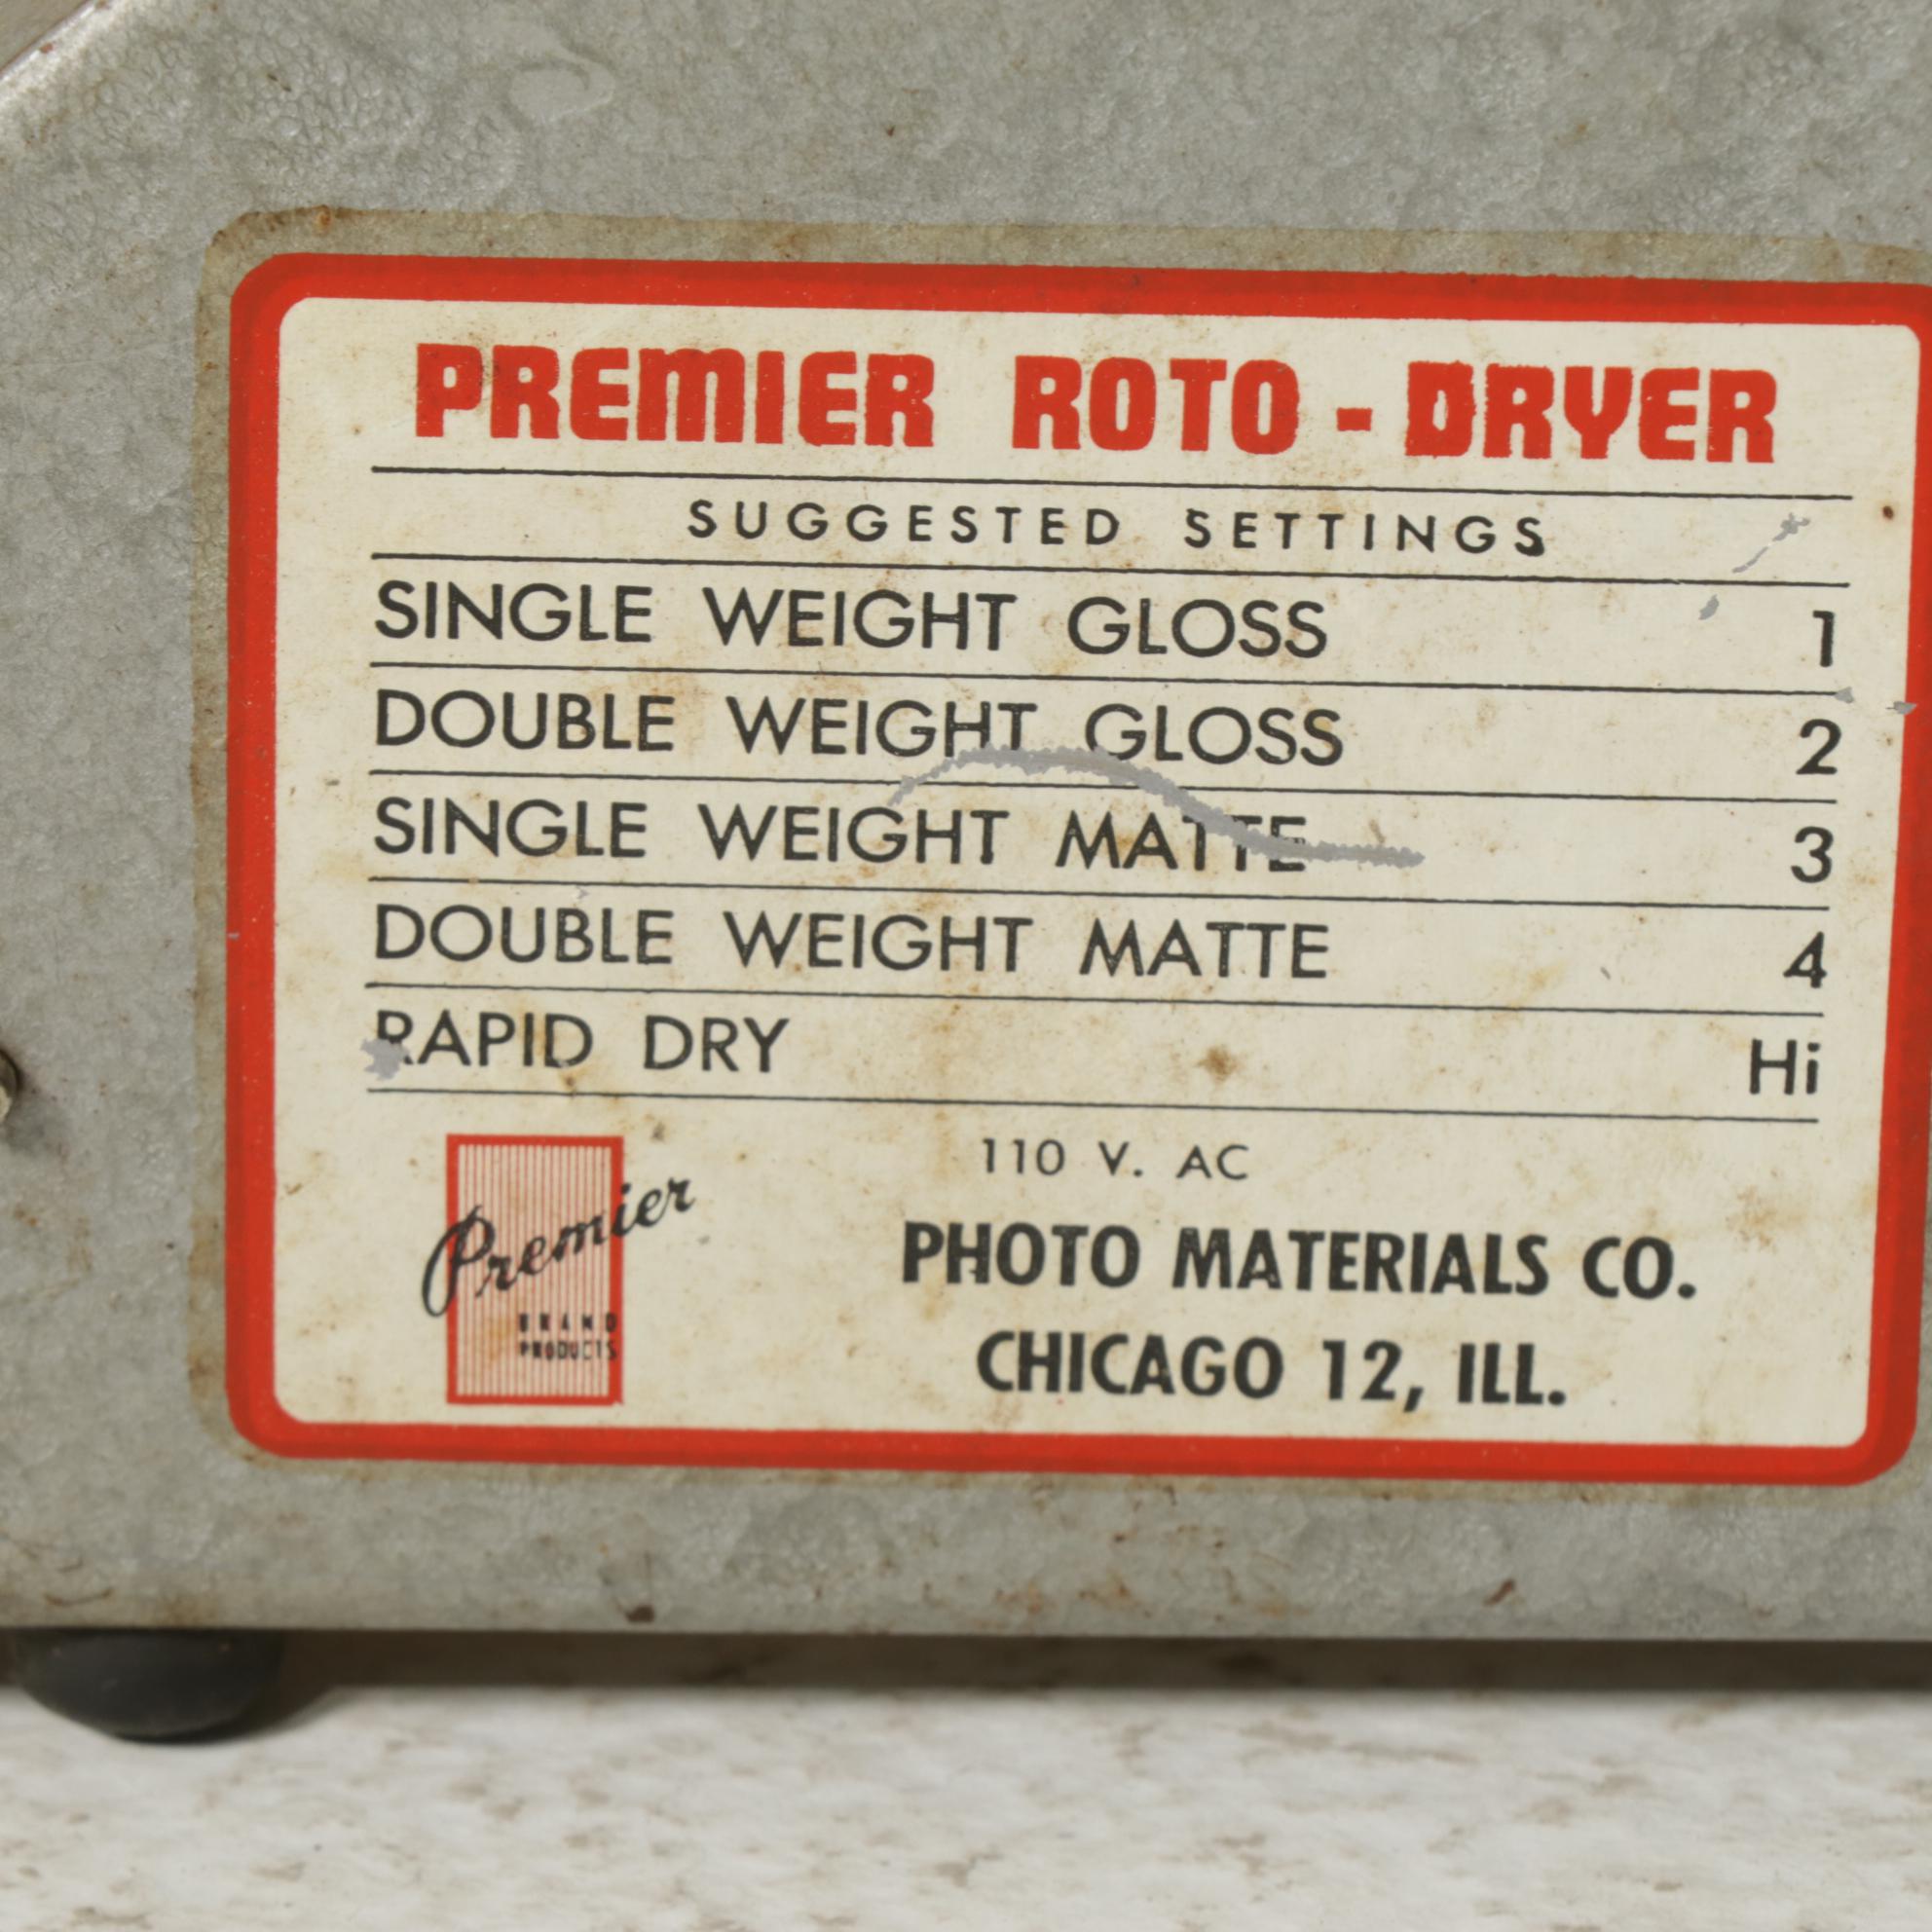 PREMIER ROTO - DRYER
SUGGESTED SETTINGS
SINGLE WEIGHT GLOSS 1
DOUBLE WEIGHT GLOSS 2
SINGLE WEIGHT MATTE 3
DOUBLE WEIGHT MATTE 4
RAPID DRY Hi
110 V. AC
Premier
BRAND
PRODUCTS
PHOTO MATERIALS CO.
CHICAGO 12, ILL.